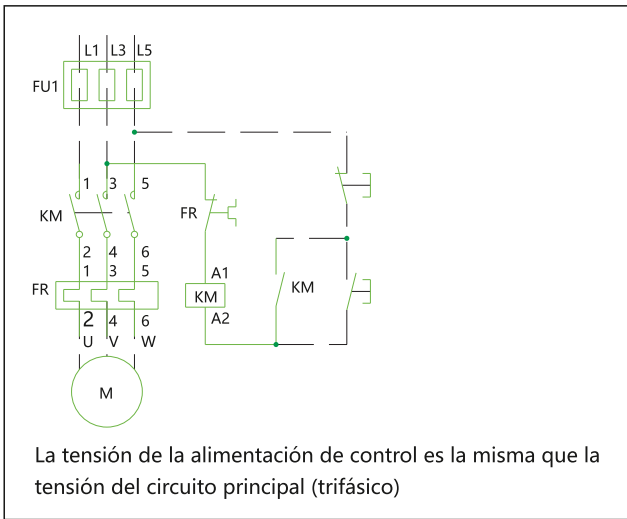 L1 L3 L5
FU1
1 3 5
KM
FR
2 4 6
1 3 5
FR
A1
KM
A2
KM
2 4 6
U V W
M
La tensión de la alimentación de control es la misma que la
tensión del circuito principal (trifásico)